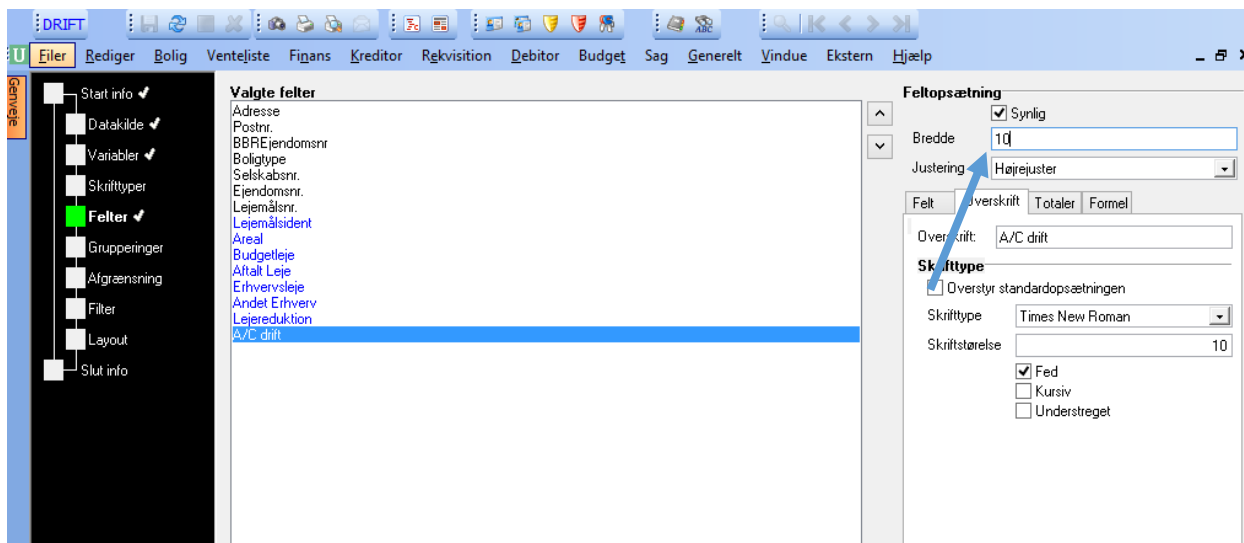 DRIFT
ABC
U Filer Rediger Bolig Venteliste Finans Kreditor Rekvisition Debitor Budget Sag Generelt Vindue Ekstern Hjælp
Genveje
Start info
Datakilde
Variabler
Skrifttyper
Felter
Grupperinger
Afgrænsning
Filter
Layout
Slut info
Valgte felter
Adresse
Postnr.
BBREjendomsnr
Boligtype
Selskabsnr.
Ejendomsnr.
Lejemålsnr.
Lejemålsident
Areal
Budgetleje
Aftalt Leje
Erhvervsleje
Andet Erhverv
Lejereduktion
A/C drift
Feltopsætning
Synlig
Bredde 10
Justering Højrejuster
Felt Overskrift Totaler Formel
Overskrift: A/C drift
Skrifttype
Overstyr standardopsætningen
Skrifttype Times New Roman
Skriftstørelse 10
Fed
Kursiv
Understreget